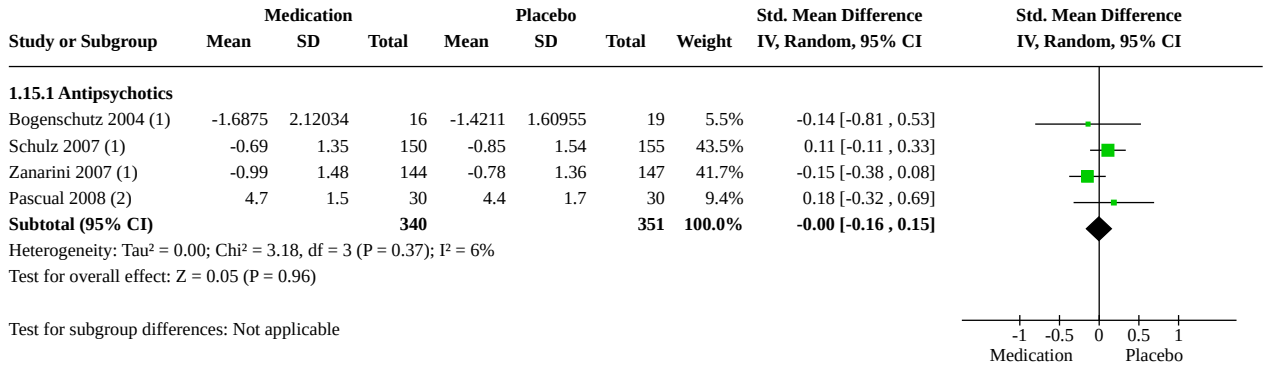 Medication Placebo Std. Mean Difference Std. Mean Difference
Study or Subgroup Mean SD Total Mean SD Total Weight IV, Random, 95% CI IV, Random, 95% CI
1.15.1 Antipsychotics
Bogenschutz 2004 (1) -1.6875 2.12034 16 -1.4211 1.60955 19 5.5% -0.14 [-0.81 , 0.53]
Schulz 2007 (1) -0.69 1.35 150 -0.85 1.54 155 43.5% 0.11 [-0.11 , 0.33]
Zanarini 2007 (1) -0.99 1.48 144 -0.78 1.36 147 41.7% -0.15 [-0.38 , 0.08]
Pascual 2008 (2) 4.7 1.5 30 4.4 1.7 30 9.4% 0.18 [-0.32 , 0.69]
Subtotal (95% CI) 340 351 100.0% -0.00 [-0.16 , 0.15]
Heterogeneity: Tau² = 0.00; Chi² = 3.18, df = 3 (P = 0.37); I² = 6%
Test for overall effect: Z = 0.05 (P = 0.96)
Test for subgroup differences: Not applicable
-1 -0.5 0 0.5 1
Medication Placebo